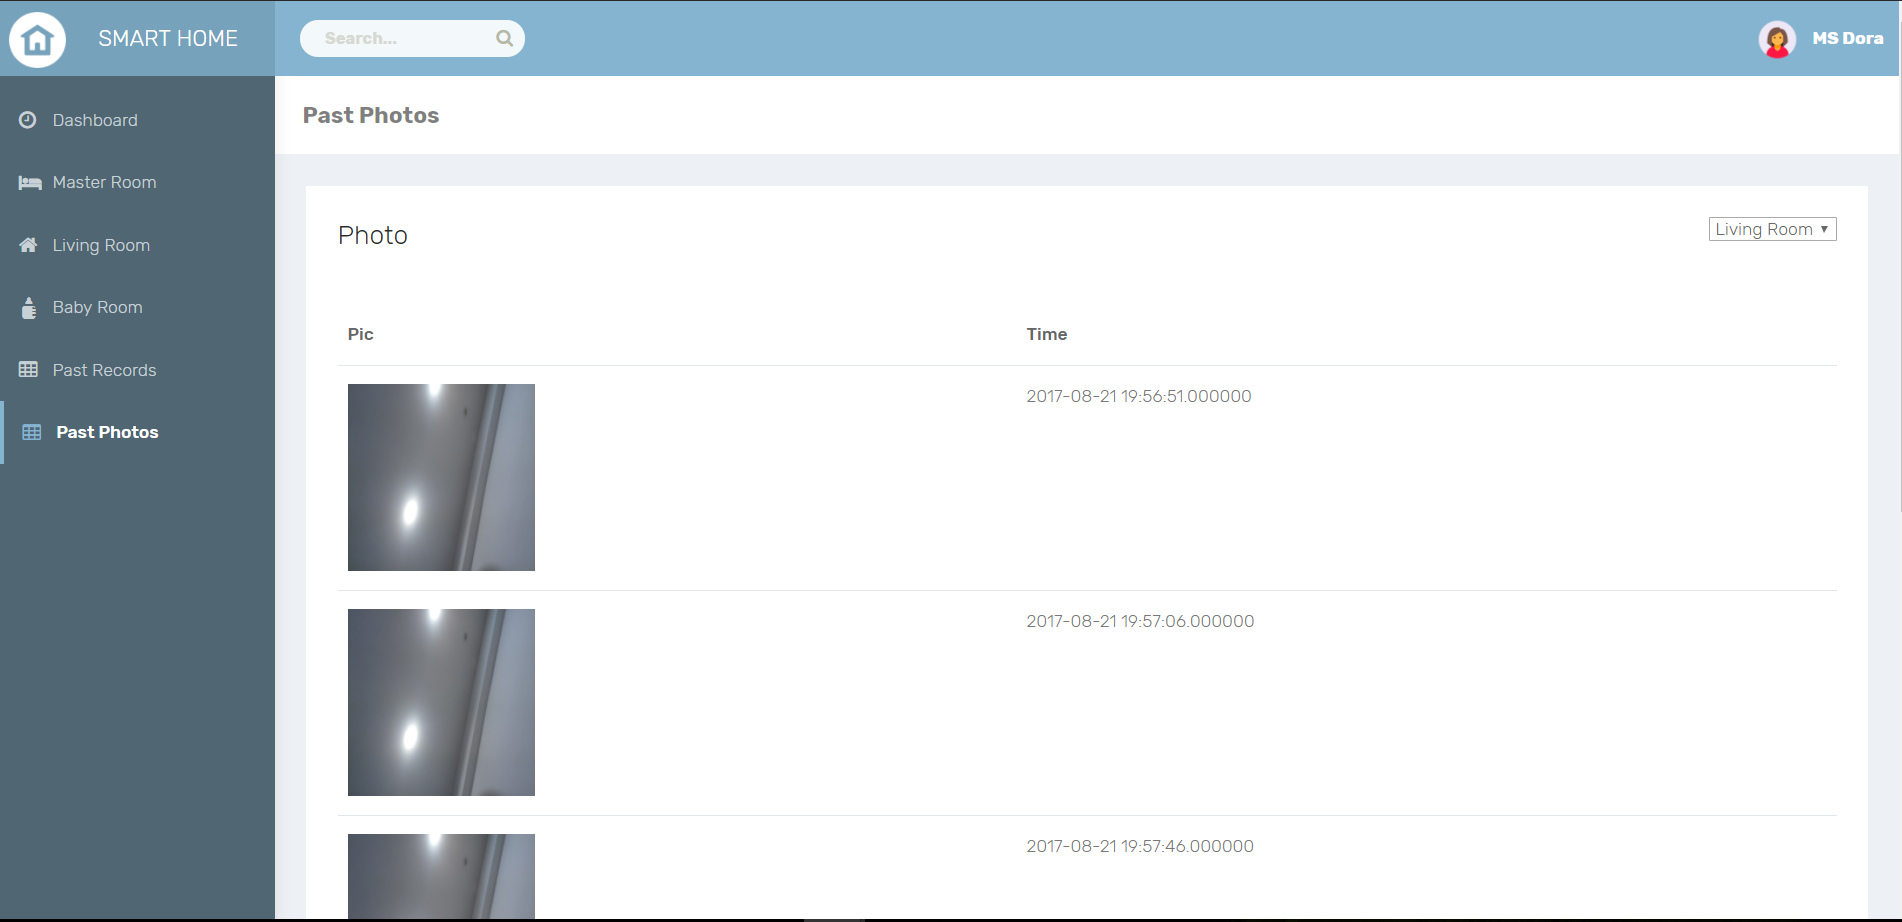 SMART HOME
Search...
MS Dora
Dashboard
Master Room
Living Room
Baby Room
Past Records
Past Photos
Past Photos
Photo
Living Room
Pic
Time
2017-08-21 19:56:51.000000
2017-08-21 19:57:06.000000
2017-08-21 19:57:46.000000